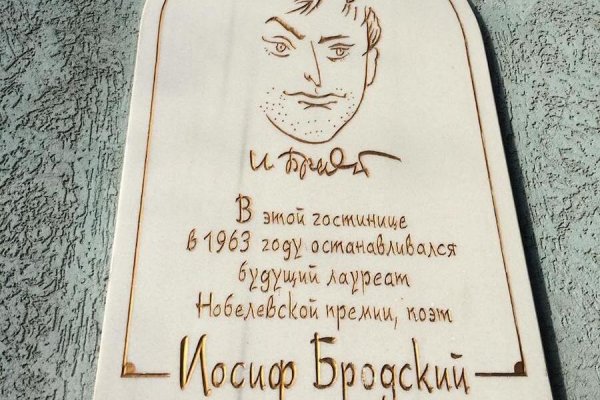 В этой гостинице
в 1963 году останавливался
будущий лауреат
Нобелевской премии, поэт
Иосиф Бродский